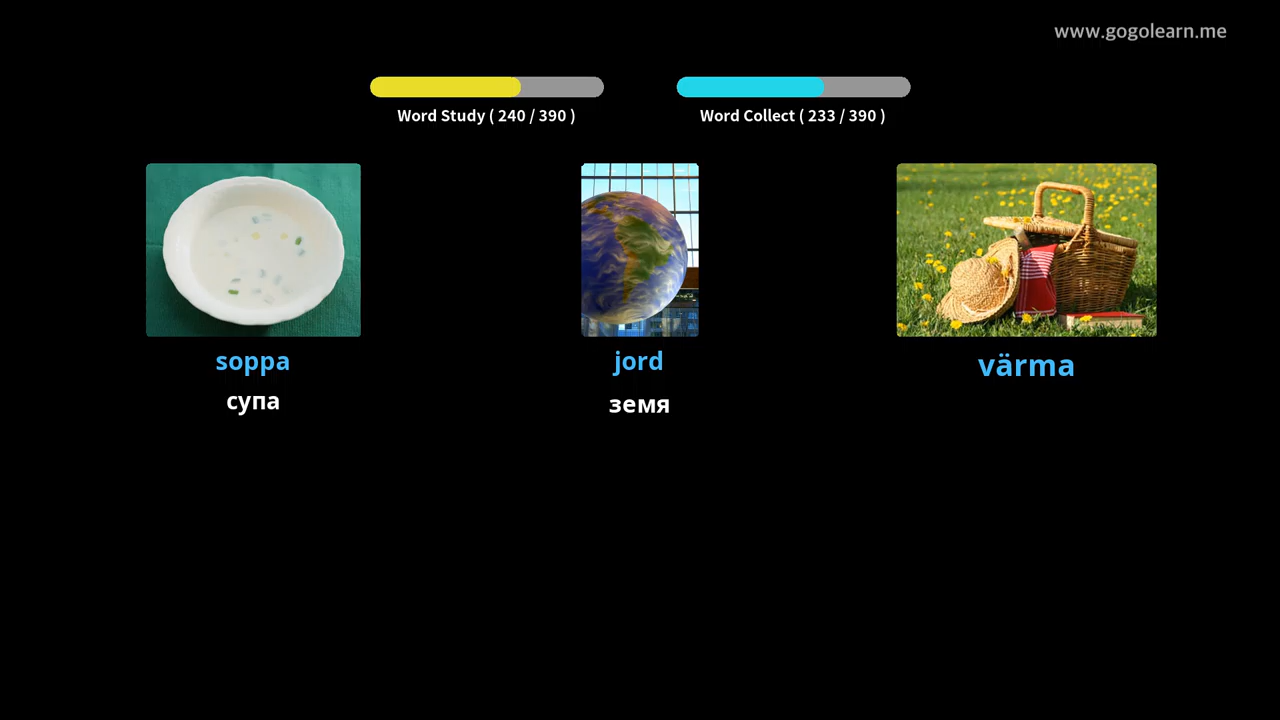 www.gogolearn.me
Word Study ( 240 / 390 )
Word Collect ( 233 / 390 )
soppa
супа
jord
земя
värma